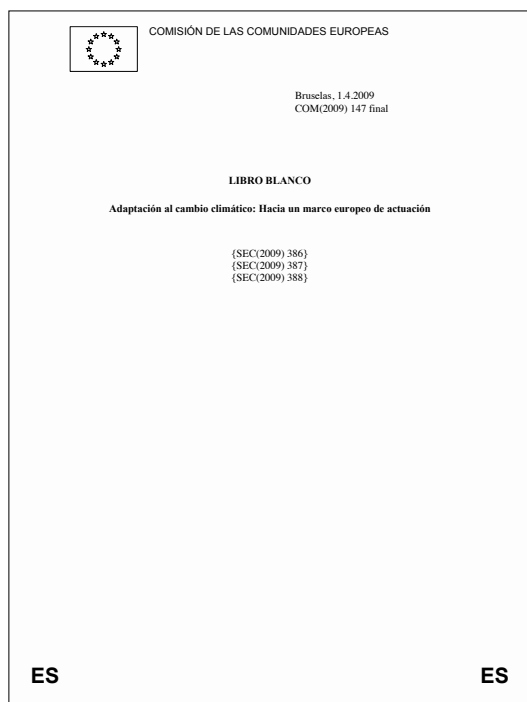 COMISIÓN DE LAS COMUNIDADES EUROPEAS
Bruselas, 1.4.2009
COM(2009) 147 final
LIBRO BLANCO
Adaptación al cambio climático: Hacia un marco europeo de actuación
{SEC(2009) 386}
{SEC(2009) 387}
{SEC(2009) 388}
ES ES